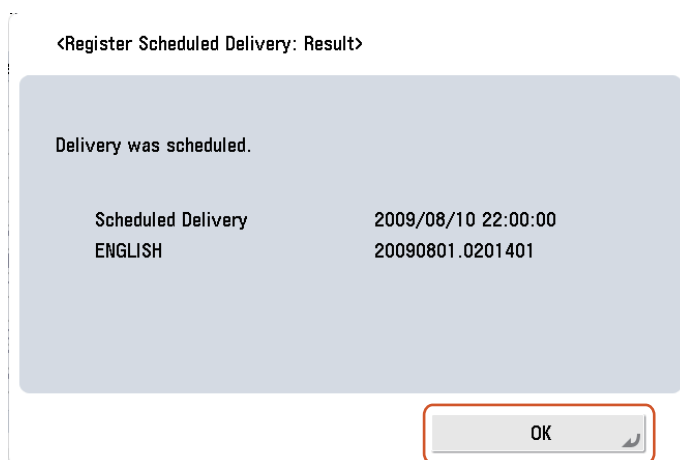 <Register Scheduled Delivery: Result>
Delivery was scheduled.
Scheduled Delivery 2009/08/10 22:00:00
ENGLISH 20090801.0201401
OK